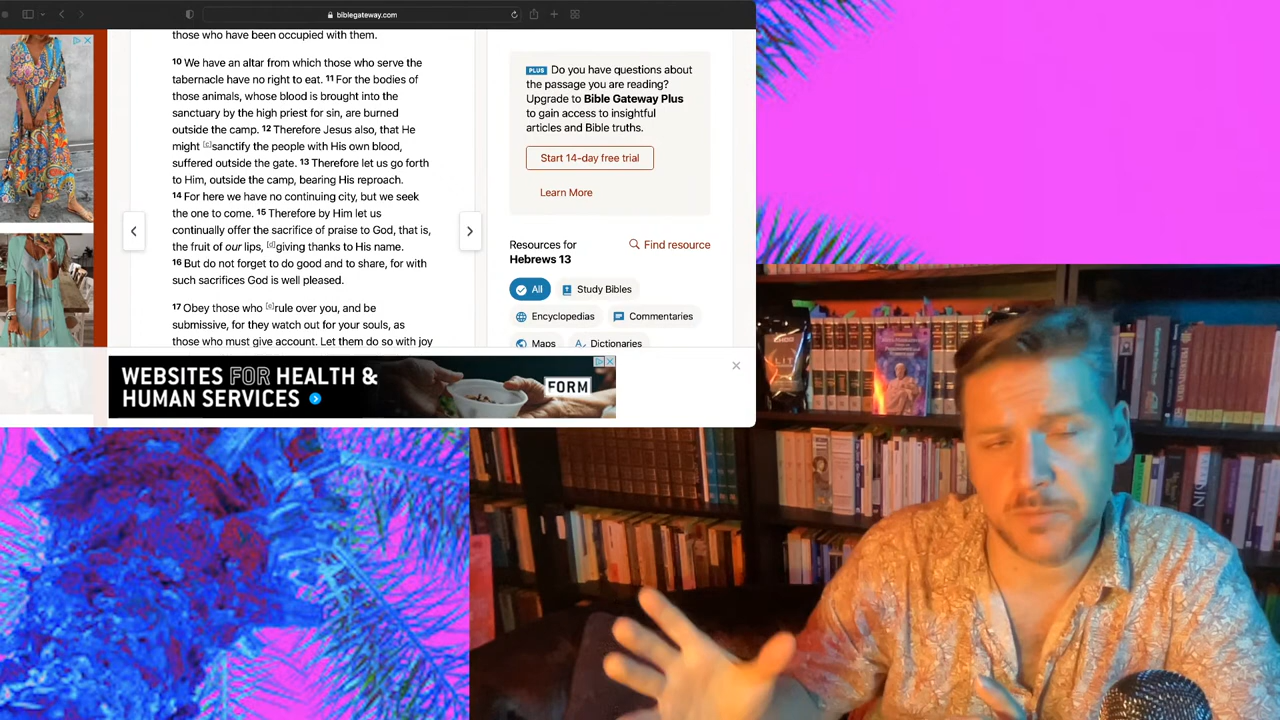 biblegateway.com
those who have been occupied with them.
10 We have an altar from which those who serve the
tabernacle have no right to eat. 11 For the bodies of
those animals, whose blood is brought into the
sanctuary by the high priest for sin, are burned
outside the camp. 12 Therefore Jesus also, that He
might [c]sanctify the people with His own blood,
suffered outside the gate. 13 Therefore let us go forth
to Him, outside the camp, bearing His reproach.
14 For here we have no continuing city, but we seek
the one to come. 15 Therefore by Him let us
continually offer the sacrifice of praise to God, that is,
the fruit of our lips, [d]giving thanks to His name.
16 But do not forget to do good and to share, for with
such sacrifices God is well pleased.
17 Obey those who [e]rule over you, and be
submissive, for they watch out for your souls, as
those who must give account. Let them do so with joy
PLUS Do you have questions about
the passage you are reading?
Upgrade to Bible Gateway Plus
to gain access to insightful
articles and Bible truths.
Start 14-day free trial
Learn More
Resources for
Hebrews 13
Find resource
All
Study Bibles
Encyclopedias
Commentaries
Maps
Dictionaries
WEBSITES FOR HEALTH &
HUMAN SERVICES
FORM